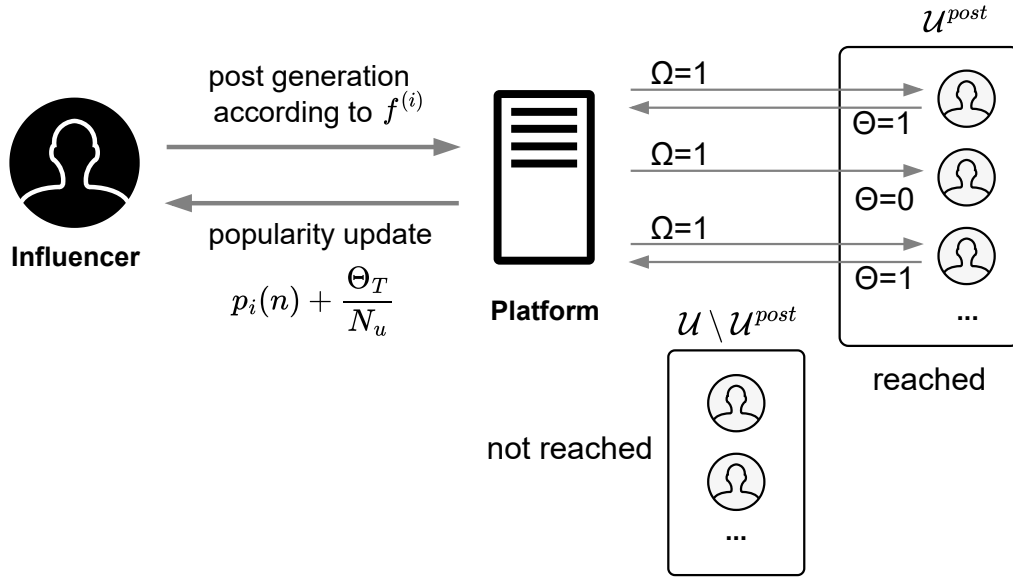 post generation
according to f^{(i)}
Influencer
popularity update
p_i(n) + \frac{Θ_T}{N_u}
Platform
Ω=1
Θ=1
Ω=1
Θ=0
Ω=1
Θ=1
𝒰^{post}
...
reached
𝒰 \ 𝒰^{post}
not reached
...